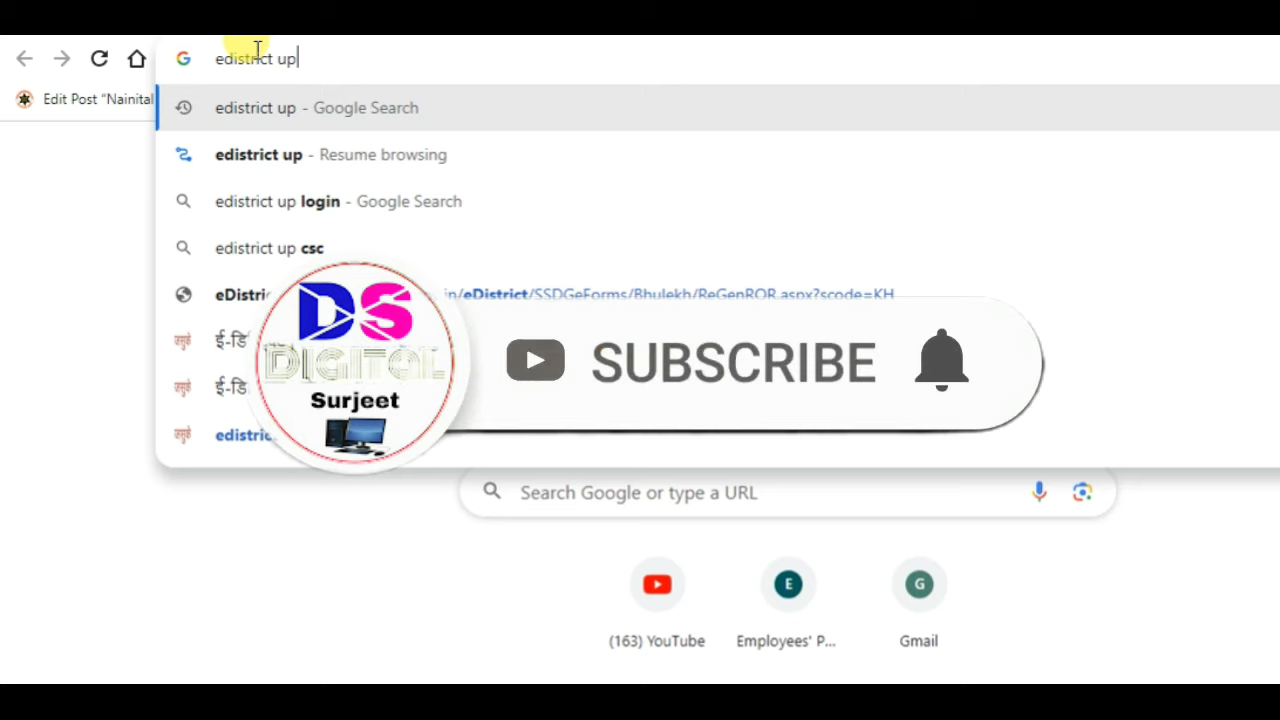 edistrict up
Edit Post “Nainital
edistrict up - Google Search
edistrict up - Resume browsing
edistrict up login - Google Search
edistrict up csc
eDistric in/eDistrict/SSDGeForms/Bhulekh/ReGenROR.aspx?scode=KH
ई-डि
ई-डि
edistric
DS
DIGITAL
Surjeet
SUBSCRIBE
Search Google or type a URL
E
G
(163) YouTube
Employees' P...
Gmail